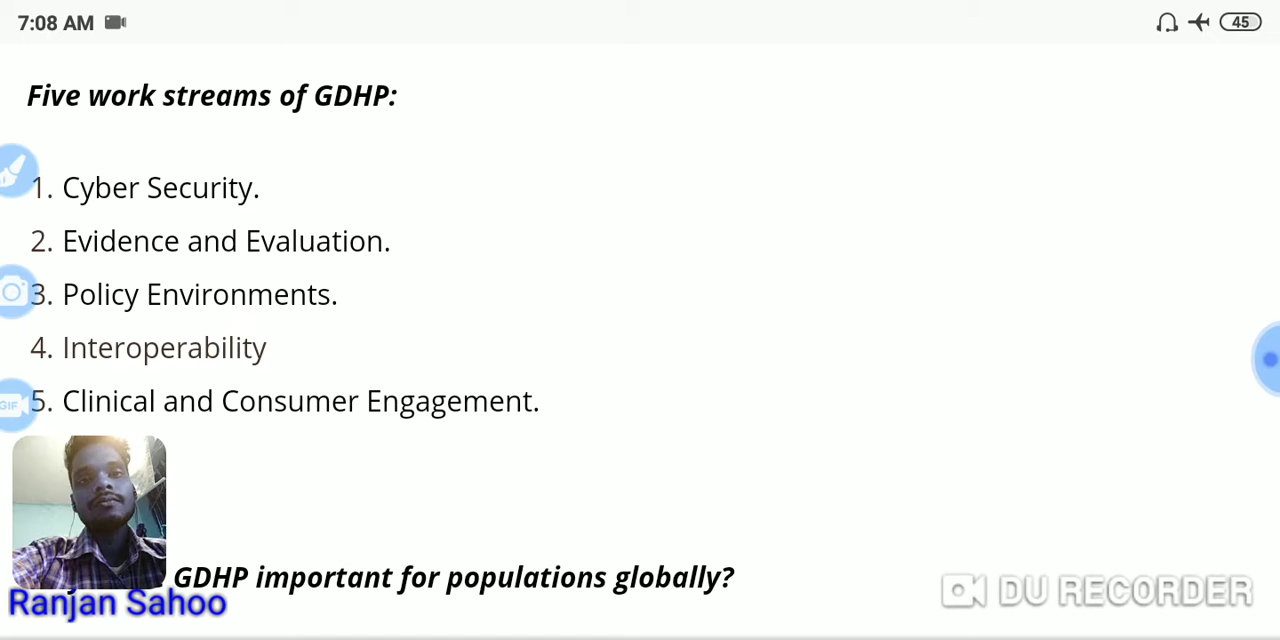 7:08 AM
45
Five work streams of GDHP:
1. Cyber Security.
2. Evidence and Evaluation.
3. Policy Environments.
4. Interoperability
GIF
5. Clinical and Consumer Engagement.
GDHP important for populations globally?
Ranjan Sahoo
DU RECORDER